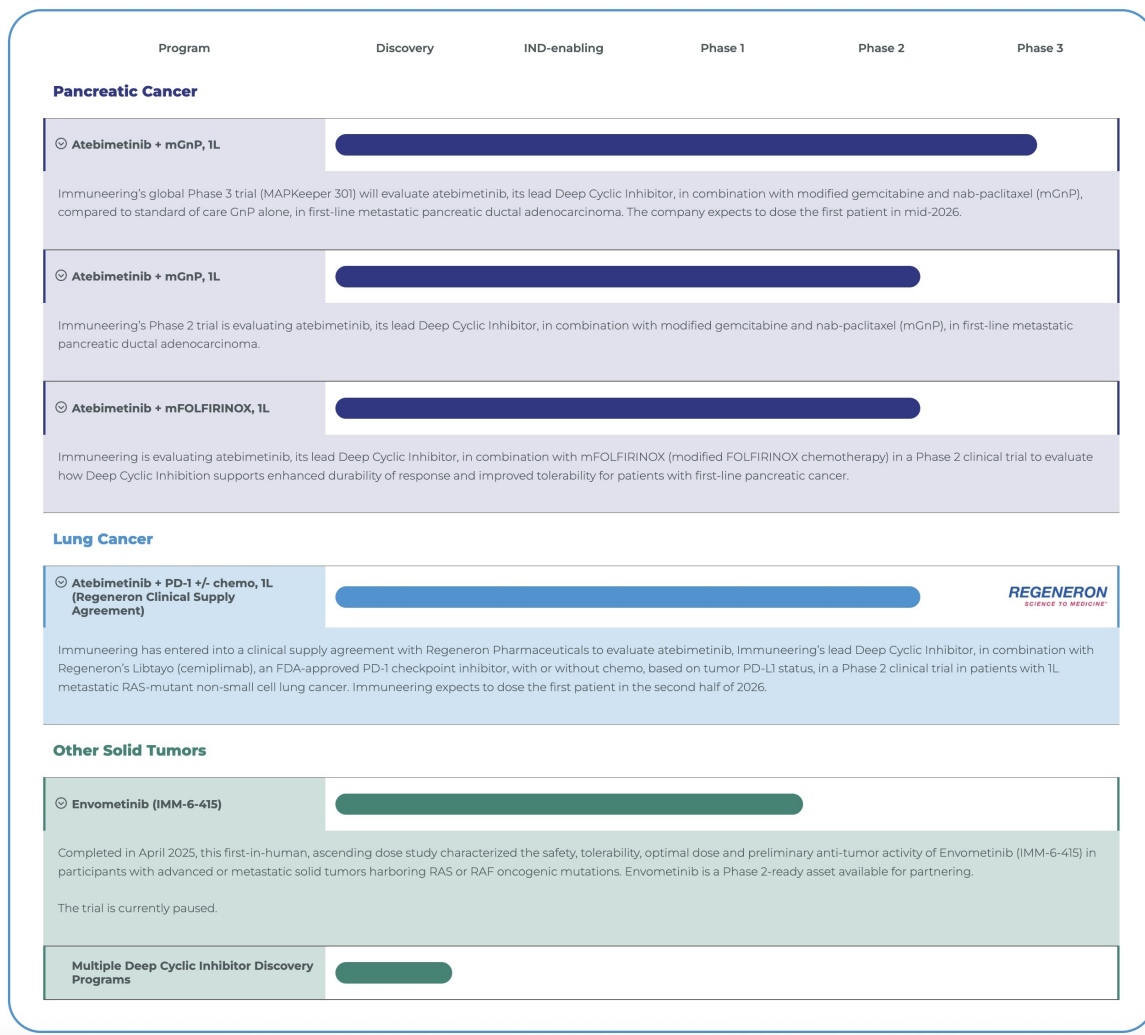 Program Discovery IND-enabling Phase 1 Phase 2 Phase 3
Pancreatic Cancer
Atebimetinib + mGnP, 1L
Immuneering’s global Phase 3 trial (MAPKeeper 301) will evaluate atebimetinib, its lead Deep Cyclic Inhibitor, in combination with modified gemcitabine and nab-paclitaxel (mGnP),
compared to standard of care GnP alone, in first-line metastatic pancreatic ductal adenocarcinoma. The company expects to dose the first patient in mid-2026.
Atebimetinib + mGnP, 1L
Immuneering’s Phase 2 trial is evaluating atebimetinib, its lead Deep Cyclic Inhibitor, in combination with modified gemcitabine and nab-paclitaxel (mGnP), in first-line metastatic
pancreatic ductal adenocarcinoma.
Atebimetinib + mFOLFIRINOX, 1L
Immuneering is evaluating atebimetinib, its lead Deep Cyclic Inhibitor, in combination with mFOLFIRINOX (modified FOLFIRINOX chemotherapy) in a Phase 2 clinical trial to evaluate
how Deep Cyclic Inhibition supports enhanced durability of response and improved tolerability for patients with first-line pancreatic cancer.
Lung Cancer
Atebimetinib + PD-1 +/- chemo, 1L
(Regeneron Clinical Supply
Agreement)
REGENERON
SCIENCE TO MEDICINE®
Immuneering has entered into a clinical supply agreement with Regeneron Pharmaceuticals to evaluate atebimetinib, Immuneering’s lead Deep Cyclic Inhibitor, in combination with
Regeneron’s Libtayo (cemiplimab), an FDA-approved PD-1 checkpoint inhibitor, with or without chemo, based on tumor PD-L1 status, in a Phase 2 clinical trial in patients with 1L
metastatic RAS-mutant non-small cell lung cancer. Immuneering expects to dose the first patient in the second half of 2026.
Other Solid Tumors
Envometinib (IMM-6-415)
Completed in April 2025, this first-in-human, ascending dose study characterized the safety, tolerability, optimal dose and preliminary anti-tumor activity of Envometinib (IMM-6-415) in
participants with advanced or metastatic solid tumors harboring RAS or RAF oncogenic mutations. Envometinib is a Phase 2-ready asset available for partnering.
The trial is currently paused.
Multiple Deep Cyclic Inhibitor Discovery
Programs